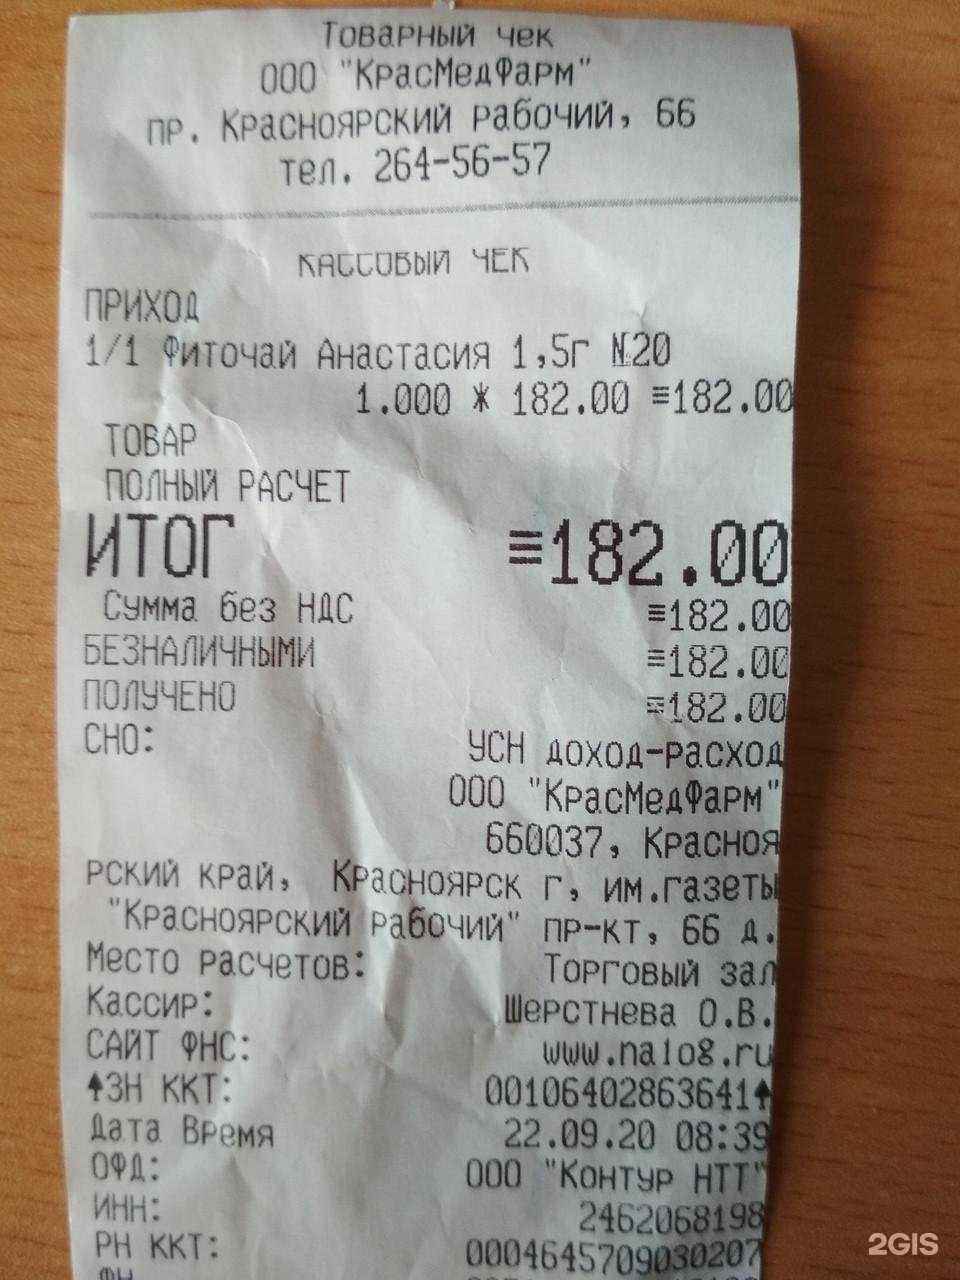 Товарный чек
ООО "КрасМедФарм"
пр. Красноярский рабочий, 66
тел. 264-56-57
КАССОВЫЙ ЧЕК
ПРИХОД
1/1 Фиточай Анастасия 1,5г №20
1.000 * 182.00 ≡182.00
ТОВАР
ПОЛНЫЙ РАСЧЕТ
ИТОГ ≡182.00
Сумма без НДС ≡182.00
БЕЗНАЛИЧНЫМИ ≡182.00
ПОЛУЧЕНО ≡182.00
СНО: УСН доход-расход
ООО "КрасМедФарм"
660037, Красноя
рский край, Красноярск г, им.газеты
"Красноярский рабочий" пр-кт, 66 д.
Место расчетов: Торговый зал
Кассир: Шерстнева О.В.
САЙТ ФНС: www.nalog.ru
↑ЗН ККТ: 00106402863641↑
Дата Время 22.09.20 08:39
ОФД: ООО "Контур НТТ"
ИНН: 2462068198
РН ККТ: 0004645709030207
2GIS